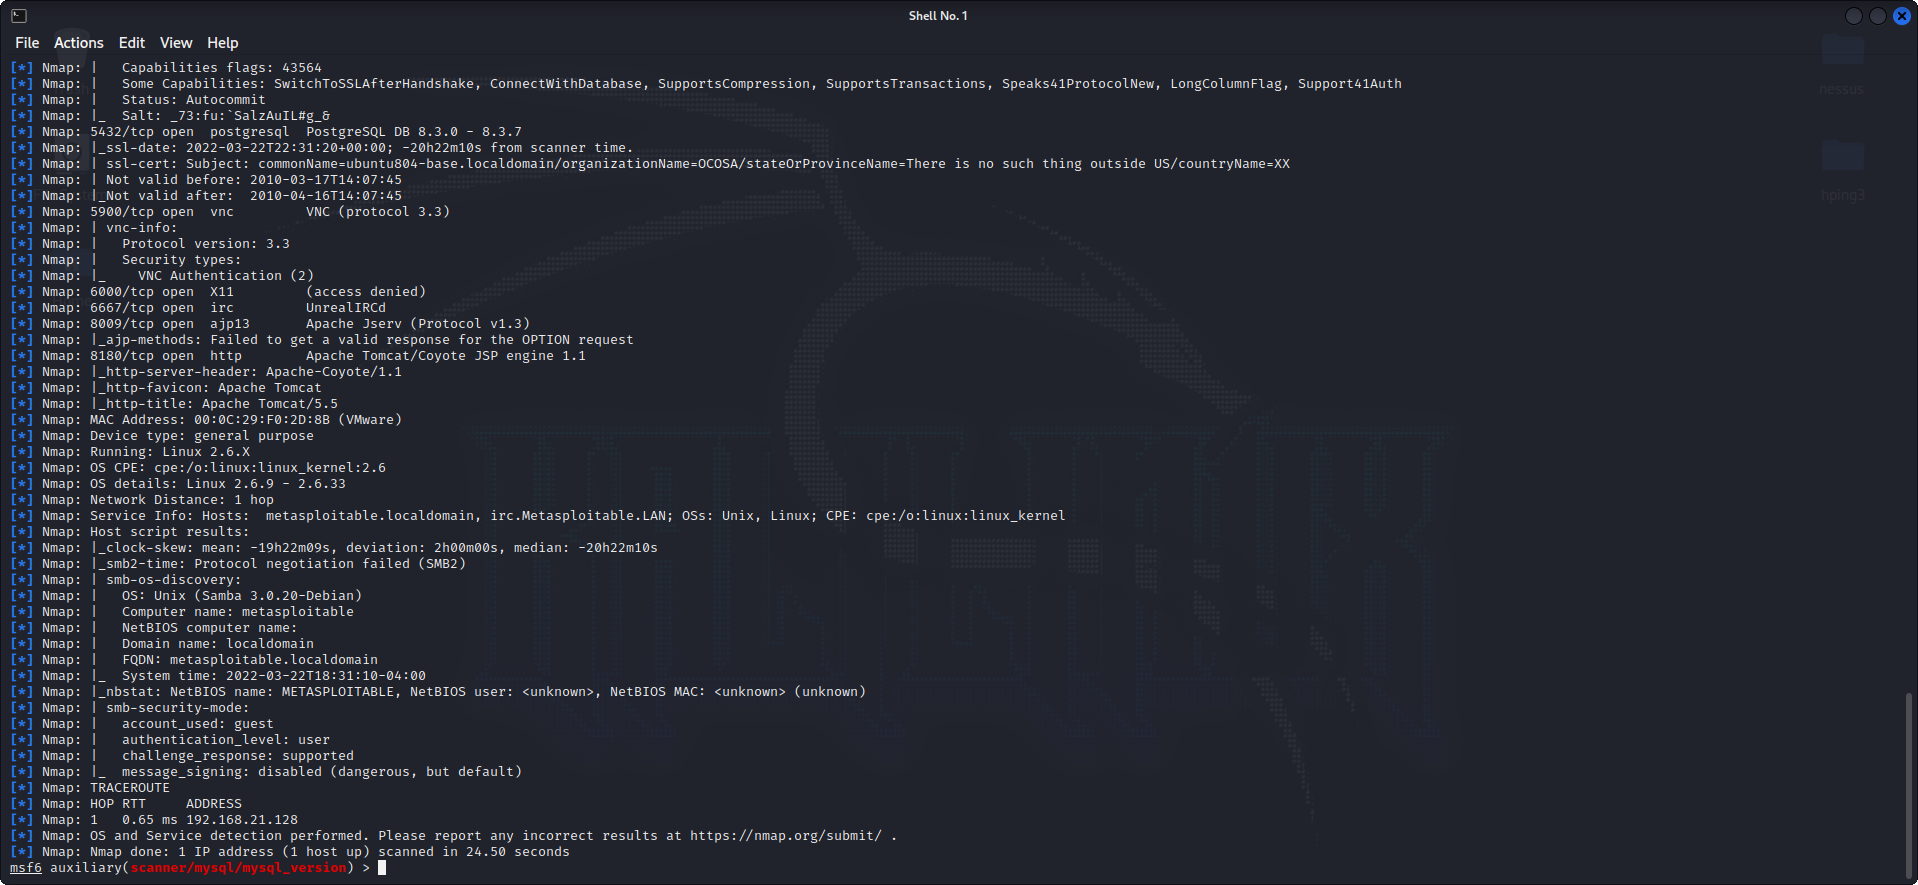 Shell No. 1
File Actions Edit View Help
[*] Nmap: |   Capabilities flags: 43564
[*] Nmap: |   Some Capabilities: SwitchToSSLAfterHandshake, ConnectWithDatabase, SupportsCompression, SupportsTransactions, Speaks41ProtocolNew, LongColumnFlag, Support41Auth
[*] Nmap: |   Status: Autocommit
[*] Nmap: |_  Salt: _73:fu:`SalzAuIL#g_&
[*] Nmap: 5432/tcp open  postgresql  PostgreSQL DB 8.3.0 - 8.3.7
[*] Nmap: |_ssl-date: 2022-03-22T22:31:20+00:00; -20h22m10s from scanner time.
[*] Nmap: | ssl-cert: Subject: commonName=ubuntu804-base.localdomain/organizationName=OCOSA/stateOrProvinceName=There is no such thing outside US/countryName=XX
[*] Nmap: | Not valid before: 2010-03-17T14:07:45
[*] Nmap: |_Not valid after:  2010-04-16T14:07:45
[*] Nmap: 5900/tcp open  vnc         VNC (protocol 3.3)
[*] Nmap: | vnc-info:
[*] Nmap: |   Protocol version: 3.3
[*] Nmap: |   Security types:
[*] Nmap: |_    VNC Authentication (2)
[*] Nmap: 6000/tcp open  X11         (access denied)
[*] Nmap: 6667/tcp open  irc         UnrealIRCd
[*] Nmap: 8009/tcp open  ajp13       Apache Jserv (Protocol v1.3)
[*] Nmap: |_ajp-methods: Failed to get a valid response for the OPTION request
[*] Nmap: 8180/tcp open  http        Apache Tomcat/Coyote JSP engine 1.1
[*] Nmap: |_http-server-header: Apache-Coyote/1.1
[*] Nmap: |_http-favicon: Apache Tomcat
[*] Nmap: |_http-title: Apache Tomcat/5.5
[*] Nmap: MAC Address: 00:0C:29:F0:2D:8B (VMware)
[*] Nmap: Device type: general purpose
[*] Nmap: Running: Linux 2.6.X
[*] Nmap: OS CPE: cpe:/o:linux:linux_kernel:2.6
[*] Nmap: OS details: Linux 2.6.9 - 2.6.33
[*] Nmap: Network Distance: 1 hop
[*] Nmap: Service Info: Hosts:  metasploitable.localdomain, irc.Metasploitable.LAN; OSs: Unix, Linux; CPE: cpe:/o:linux:linux_kernel
[*] Nmap: Host script results:
[*] Nmap: |_clock-skew: mean: -19h22m09s, deviation: 2h00m00s, median: -20h22m10s
[*] Nmap: |_smb2-time: Protocol negotiation failed (SMB2)
[*] Nmap: | smb-os-discovery:
[*] Nmap: |   OS: Unix (Samba 3.0.20-Debian)
[*] Nmap: |   Computer name: metasploitable
[*] Nmap: |   NetBIOS computer name:
[*] Nmap: |   Domain name: localdomain
[*] Nmap: |   FQDN: metasploitable.localdomain
[*] Nmap: |_  System time: 2022-03-22T18:31:10-04:00
[*] Nmap: |_nbstat: NetBIOS name: METASPLOITABLE, NetBIOS user: <unknown>, NetBIOS MAC: <unknown> (unknown)
[*] Nmap: | smb-security-mode:
[*] Nmap: |   account_used: guest
[*] Nmap: |   authentication_level: user
[*] Nmap: |   challenge_response: supported
[*] Nmap: |_  message_signing: disabled (dangerous, but default)
[*] Nmap: TRACEROUTE
[*] Nmap: HOP RTT     ADDRESS
[*] Nmap: 1   0.65 ms 192.168.21.128
[*] Nmap: OS and Service detection performed. Please report any incorrect results at https://nmap.org/submit/ .
[*] Nmap: Nmap done: 1 IP address (1 host up) scanned in 24.50 seconds
msf6 auxiliary(scanner/mysql/mysql_version) >
nessus
hping3